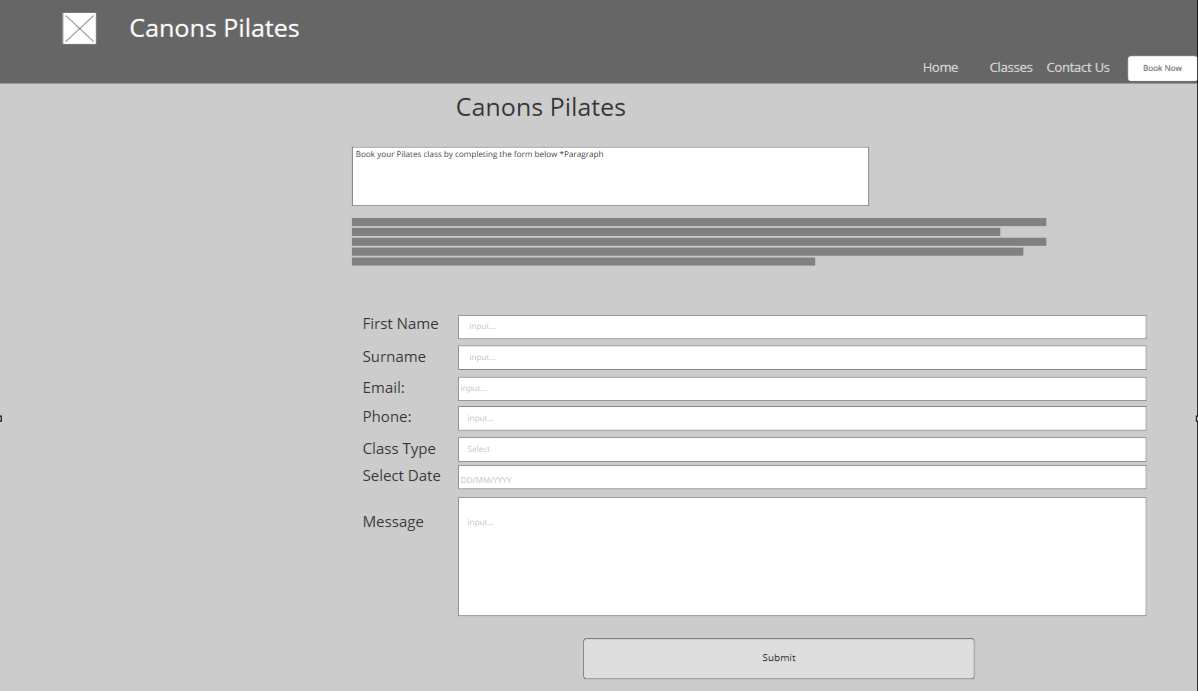 Canons Pilates
Home Classes Contact Us Book Now
Canons Pilates
Book your Pilates class by completing the form below *Paragraph
First Name input...
Surname input...
Email: input...
Phone: input...
Class Type Select
Select Date DD/MM/YYYY
Message input...
Submit